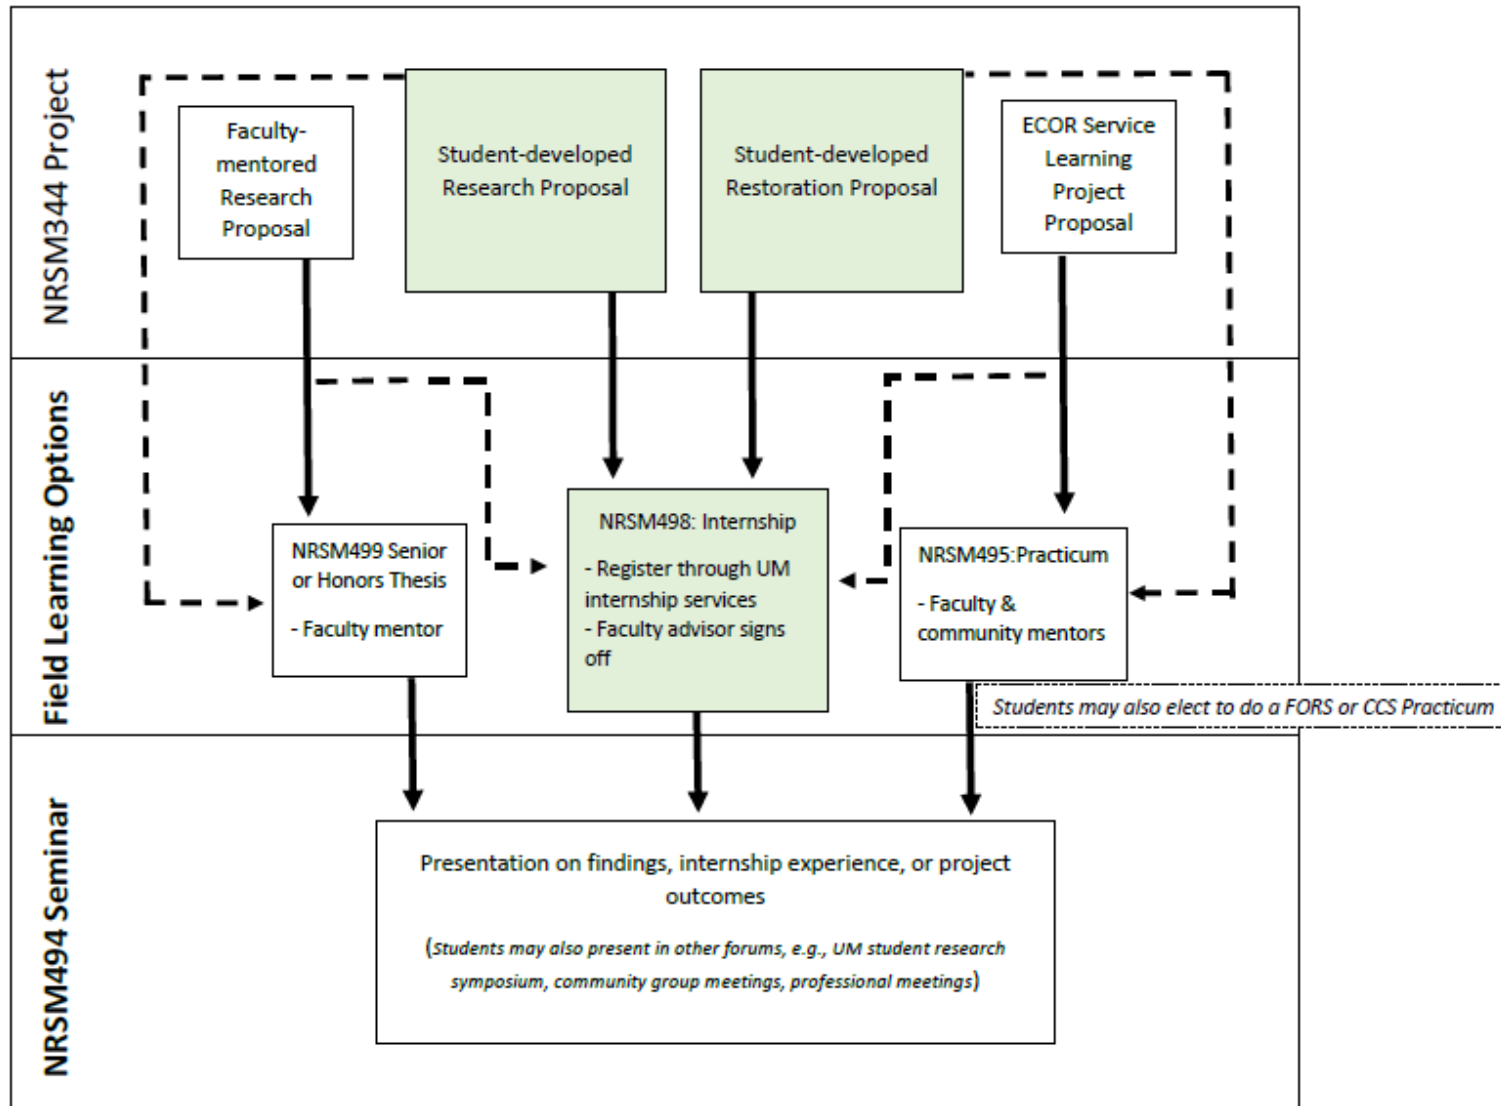 NRSM344 Project
Faculty-
mentored
Research
Proposal
Student-developed
Research Proposal
Student-developed
Restoration Proposal
ECOR Service
Learning
Project
Proposal
Field Learning Options
NRSM499 Senior
or Honors Thesis
- Faculty mentor
NRSM498: Internship
- Register through UM
internship services
- Faculty advisor signs
off
NRSM495:Practicum
- Faculty &
community mentors
Students may also elect to do a FORS or CCS Practicum
NRSM494 Seminar
Presentation on findings, internship experience, or project
outcomes
(Students may also present in other forums, e.g., UM student research
symposium, community group meetings, professional meetings)